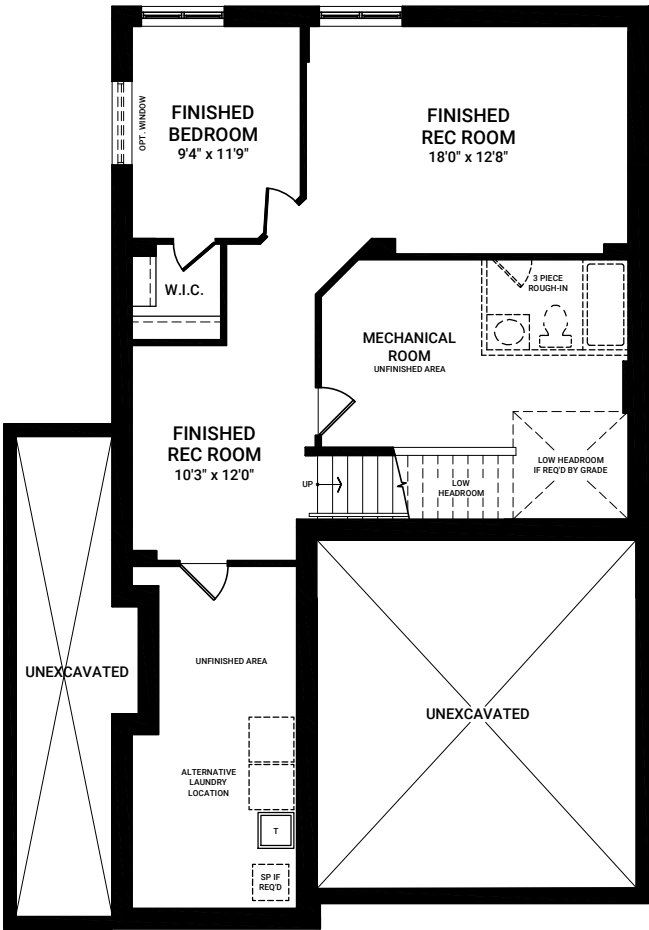 OPT. WINDOW
FINISHED
BEDROOM
9'4" x 11'9"
FINISHED
REC ROOM
18'0" x 12'8"
W.I.C.
3 PIECE
ROUGH-IN
MECHANICAL
ROOM
UNFINISHED AREA
FINISHED
REC ROOM
10'3" x 12'0"
UP
LOW
HEADROOM
LOW HEADROOM
IF REQ'D BY GRADE
UNEXCAVATED
UNFINISHED AREA
UNEXCAVATED
ALTERNATIVE
LAUNDRY
LOCATION
T
SP IF
REQ'D